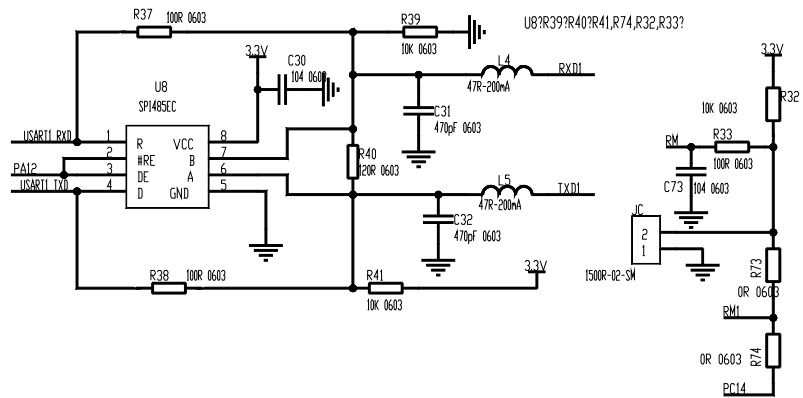 R37
100R 0603
R39
10K 0603
U8?R39?R40?R41,R74,R32,R33?
3.3V
C30
104 0603
L4
RXD1
47R-200mA
3.3V
R32
10K 0603
U8
SP1485EC
C31
470pF 0603
USART1 RXD
1
R
VCC
8
2
#RE
B
7
PA12
3
DE
A
6
USART1 TXD
4
D
GND
5
R40
120R 0603
RM
R33
100R 0603
C73
104 0603
L5
TXD1
47R-200mA
C32
470pF 0603
JC
2
1
1500R-02-SM
R73
0R 0603
R38
100R 0603
R41
10K 0603
3.3V
RM1
R74
0R 0603
PC14